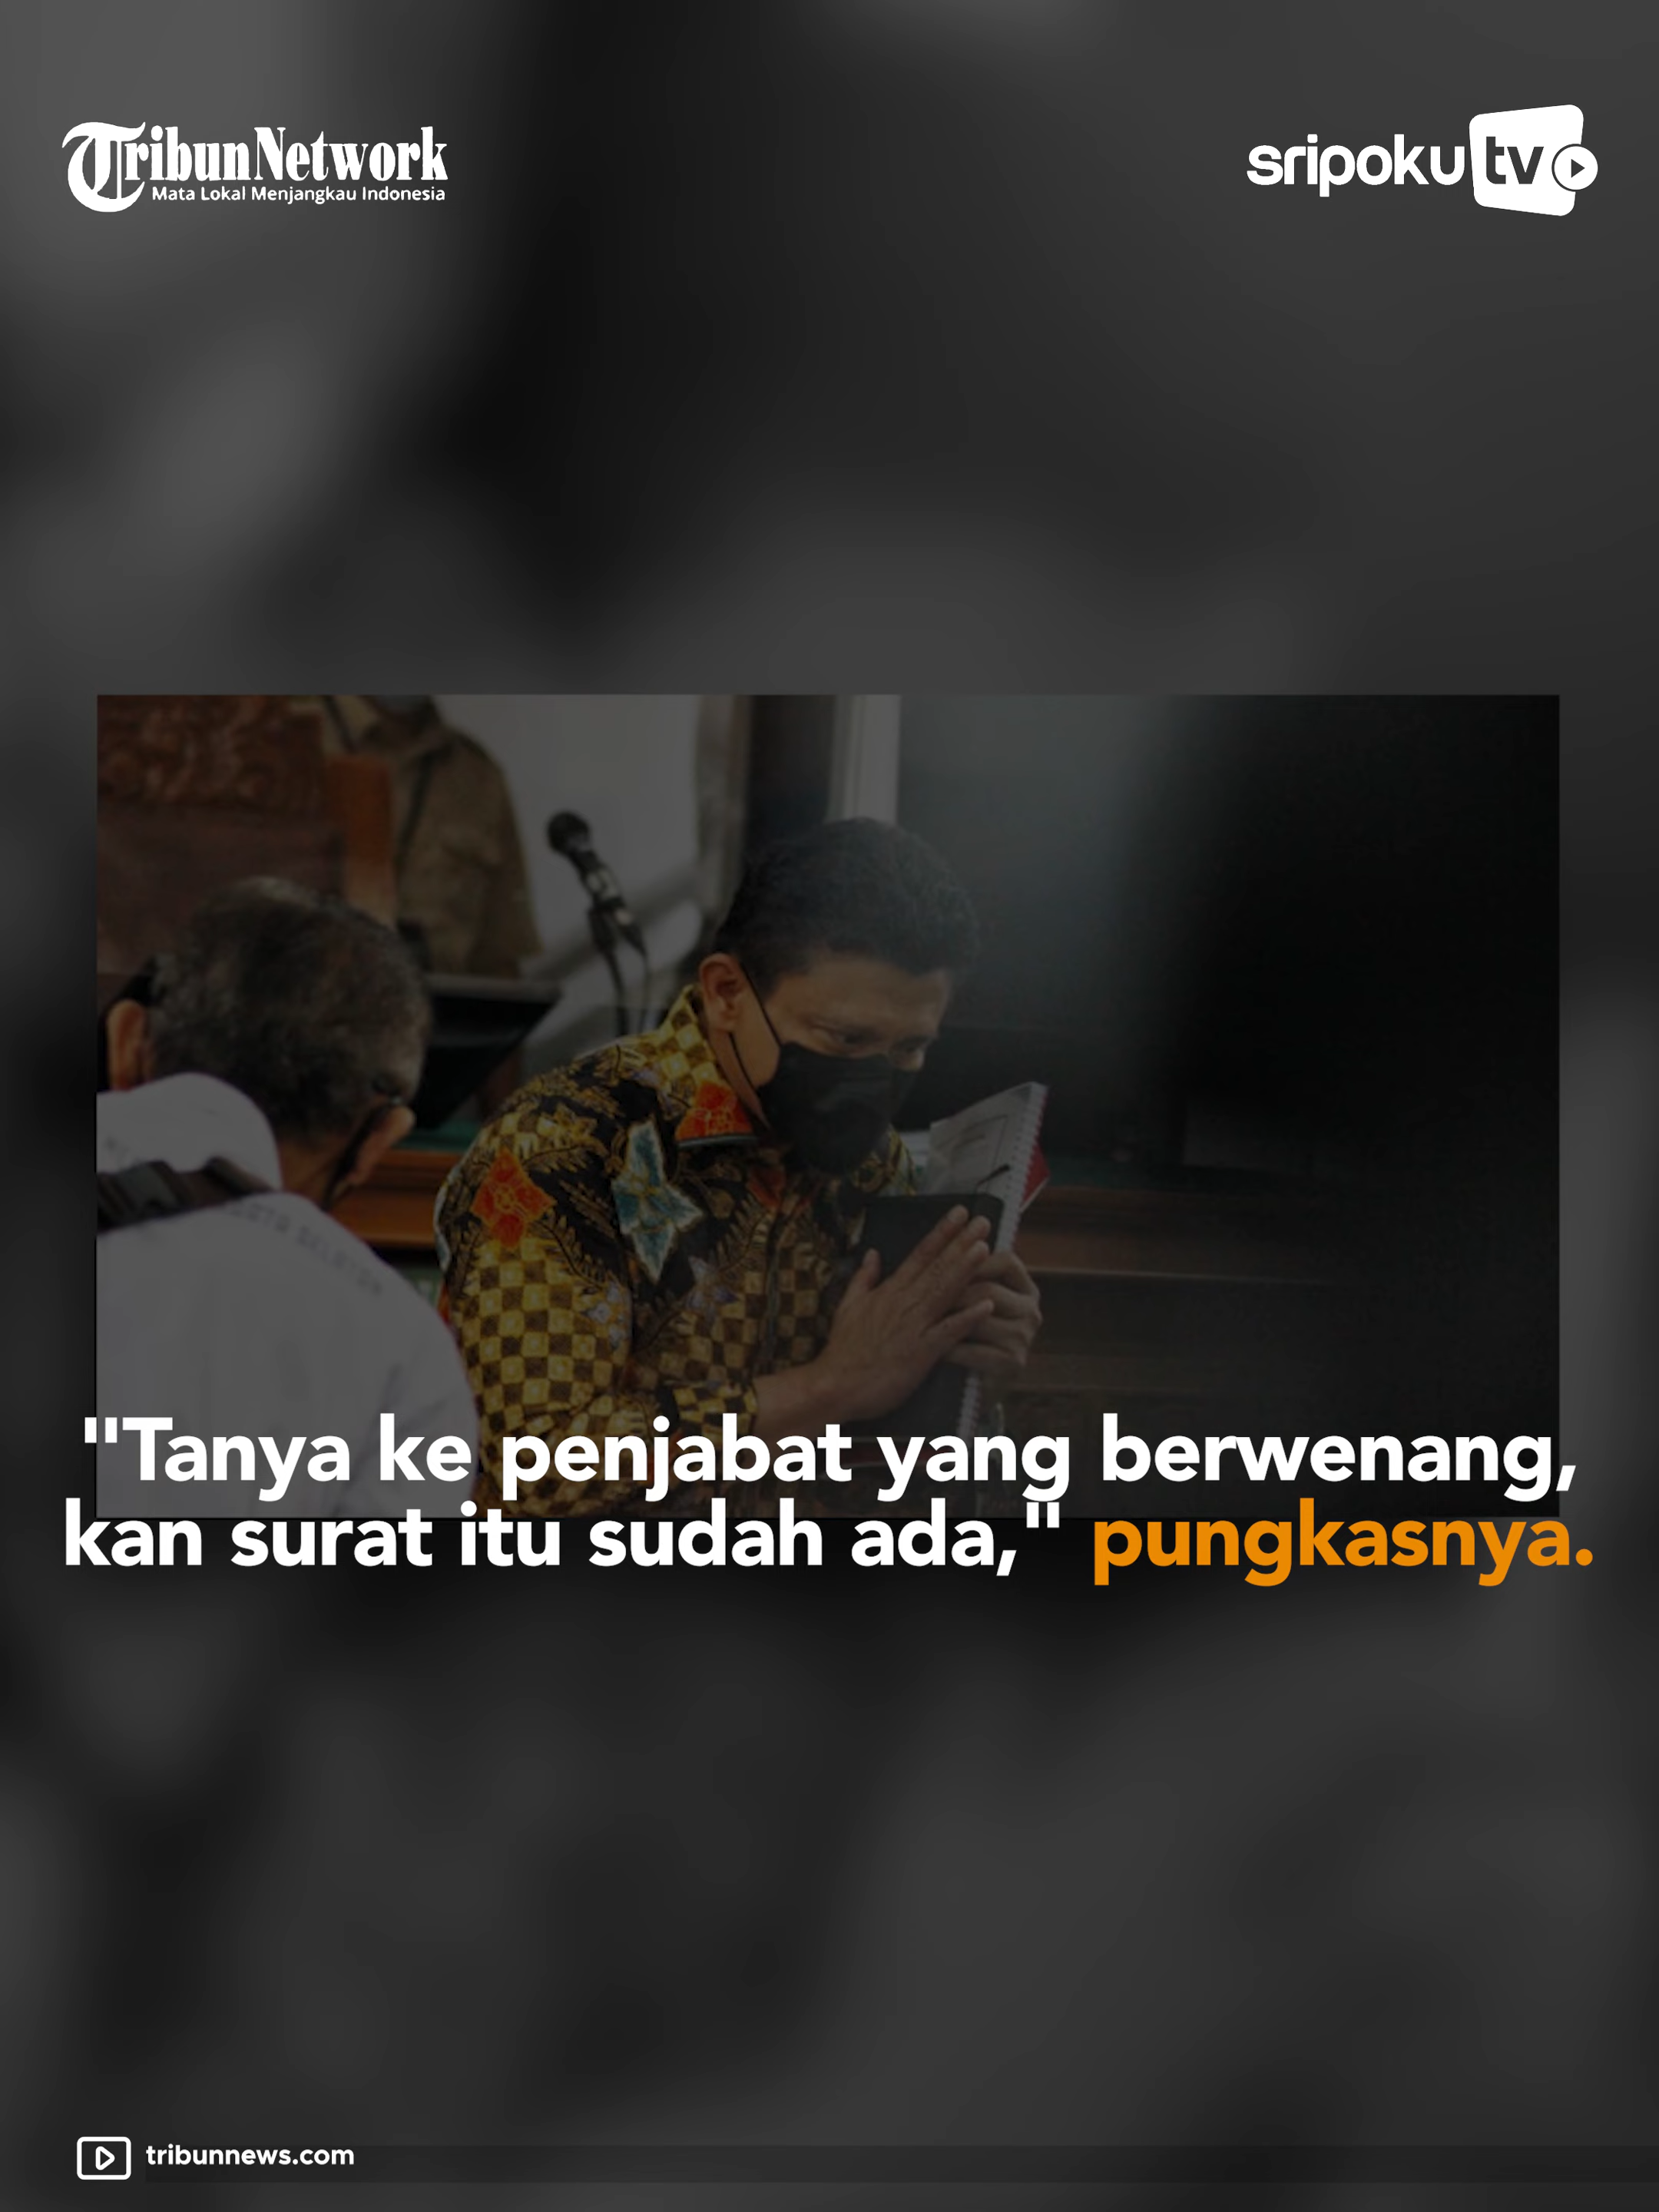 TribunNetwork
Mata Lokal Menjangkau Indonesia
sripoku tv
"Tanya ke penjabat yang berwenang,
kan surat itu sudah ada," pungkasnya.
tribunnews.com